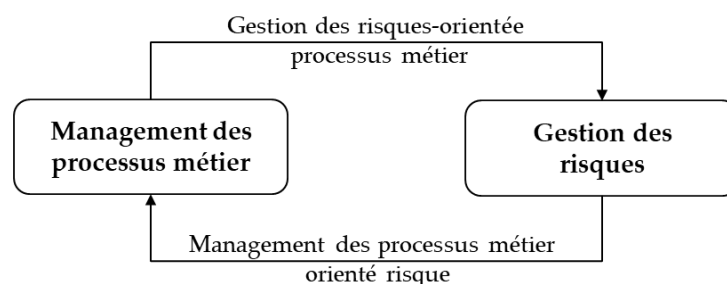 Gestion des risques-orientée
processus métier
Management des
processus métier
Gestion des
risques
Management des processus métier
orienté risque